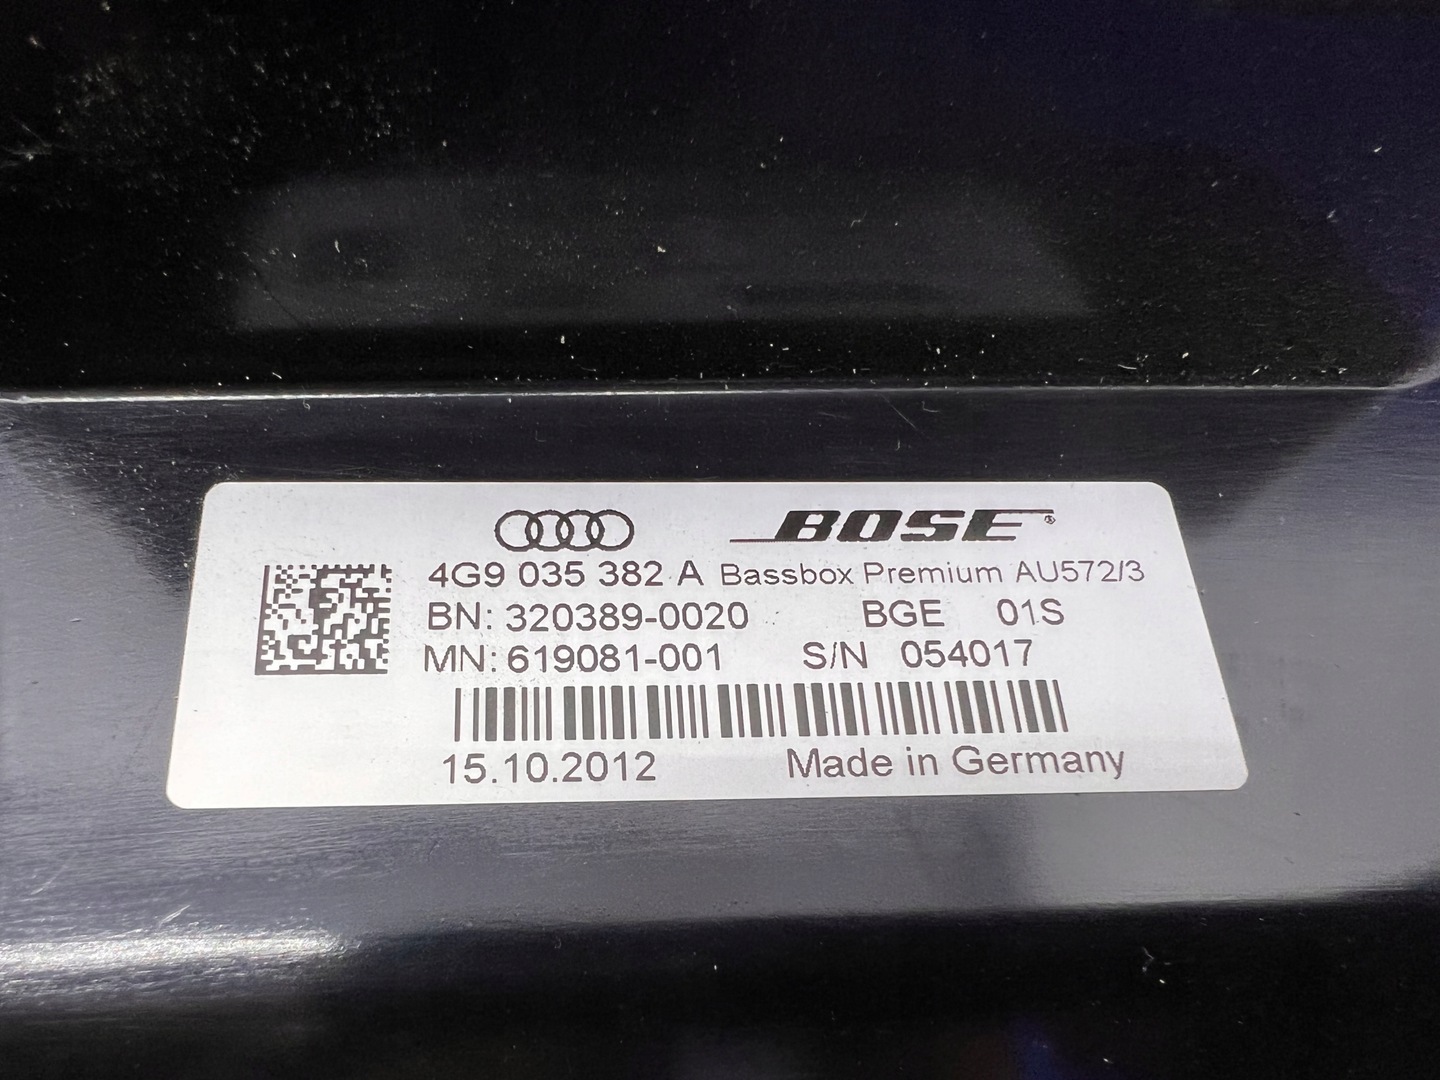 BOSE®
4G9 035 382 A Bassbox Premium AU572/3
BN: 320389-0020 BGE 01S
MN: 619081-001 S/N 054017
15.10.2012 Made in Germany